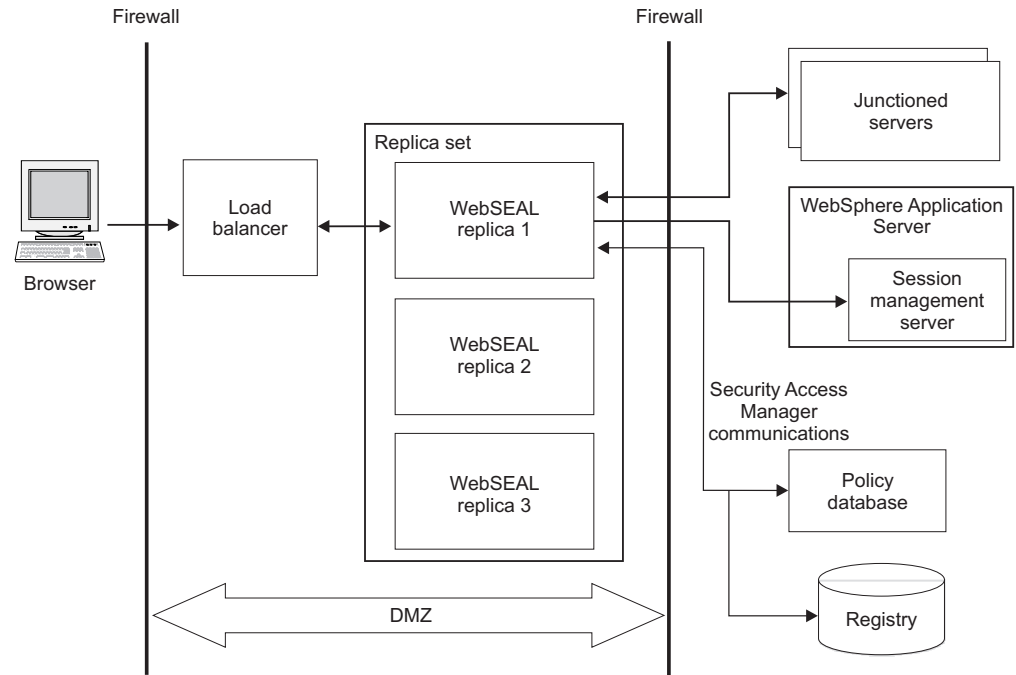 Firewall
Firewall
Browser
Load
balancer
Replica set
WebSEAL
replica 1
WebSEAL
replica 2
WebSEAL
replica 3
DMZ
Junctioned
servers
WebSphere Application
Server
Session
management
server
Security Access
Manager
communications
Policy
database
Registry